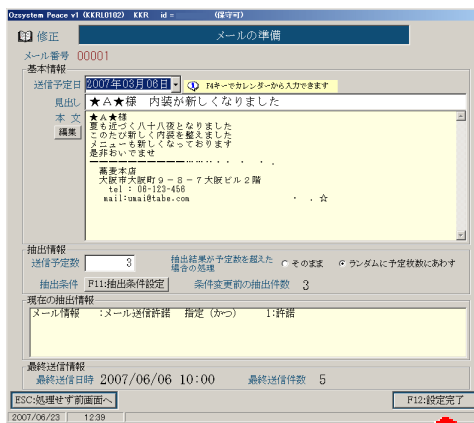 Ozsystem Peace v1 (KKRL0102) KKR id = (保守可)
修正 メールの準備
メール番号 00001
基本情報
送信予定日 2007年03月06日 F4キーでカレンダーから入力できます
見出し ★A★様 内装が新しくなりました
本 文 ★A★様
編集 夏も近づく八十八夜となりました
このたび新しく内装を整えました
メニューも新しくなっております
是非おいでませ
蕎麦本店
大阪市大阪町9-8-7大阪ビル2階
tel : 06-123-456
mail:umai@tabe.com ・ . ☆
抽出情報
送信予定数 3 抽出結果が予定数を超えた場合の処理 そのまま ランダムに予定枚数にあわす
抽出条件 F11:抽出条件設定 条件変更前の抽出件数 3
現在の抽出情報
メール情報 :メール送信許諾 指定 (かつ) 1:許諾
最終送信情報
最終送信日時 2007/06/06 10:00 最終送信件数 5
ESC:処理せず前画面へ F12:設定完了
2007/06/23 12:39